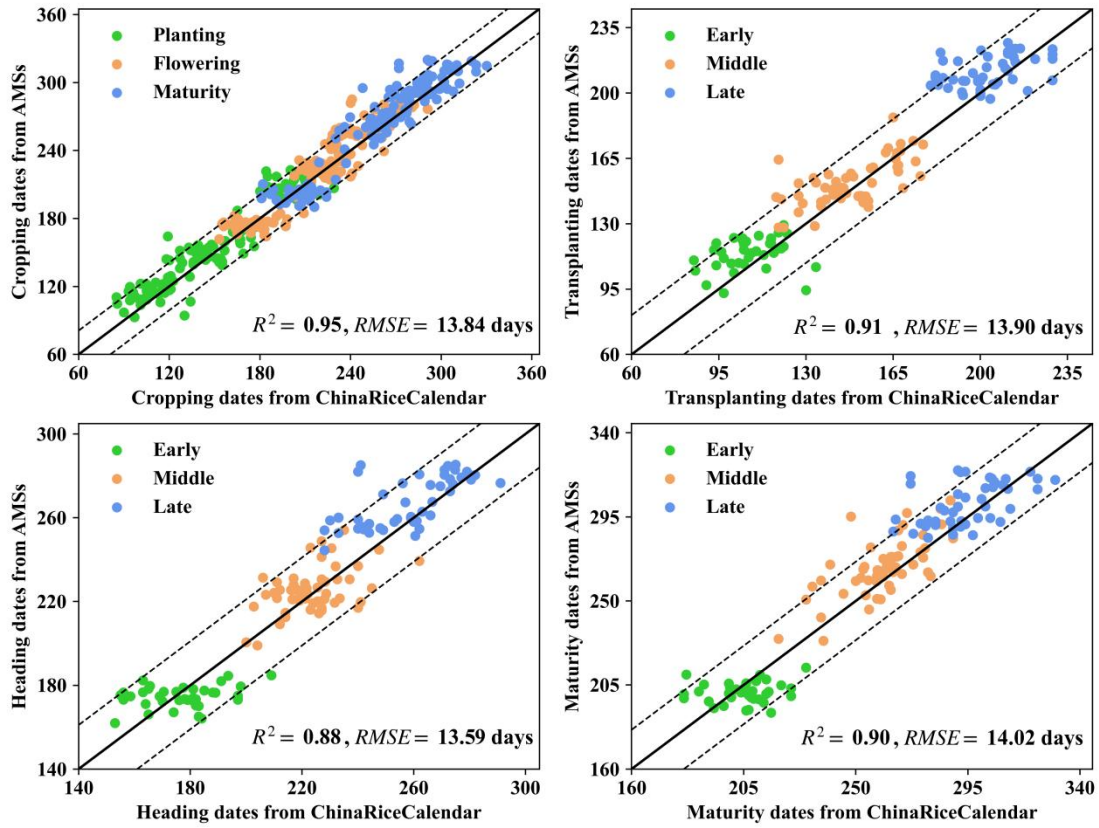 Cropping dates from AMSs
360
300
240
180
120
60
Planting
Flowering
Maturity
R² = 0.95, RMSE = 13.84 days
60 120 180 240 300 360
Cropping dates from ChinaRiceCalendar
Transplanting dates from AMSs
235
200
165
130
95
60
Early
Middle
Late
R² = 0.91 , RMSE = 13.90 days
60 95 130 165 200 235
Transplanting dates from ChinaRiceCalendar
Heading dates from AMSs
300
260
220
180
140
Early
Middle
Late
R² = 0.88, RMSE = 13.59 days
140 180 220 260 300
Heading dates from ChinaRiceCalendar
Maturity dates from AMSs
340
295
250
205
160
Early
Middle
Late
R² = 0.90, RMSE = 14.02 days
160 205 250 295 340
Maturity dates from ChinaRiceCalendar